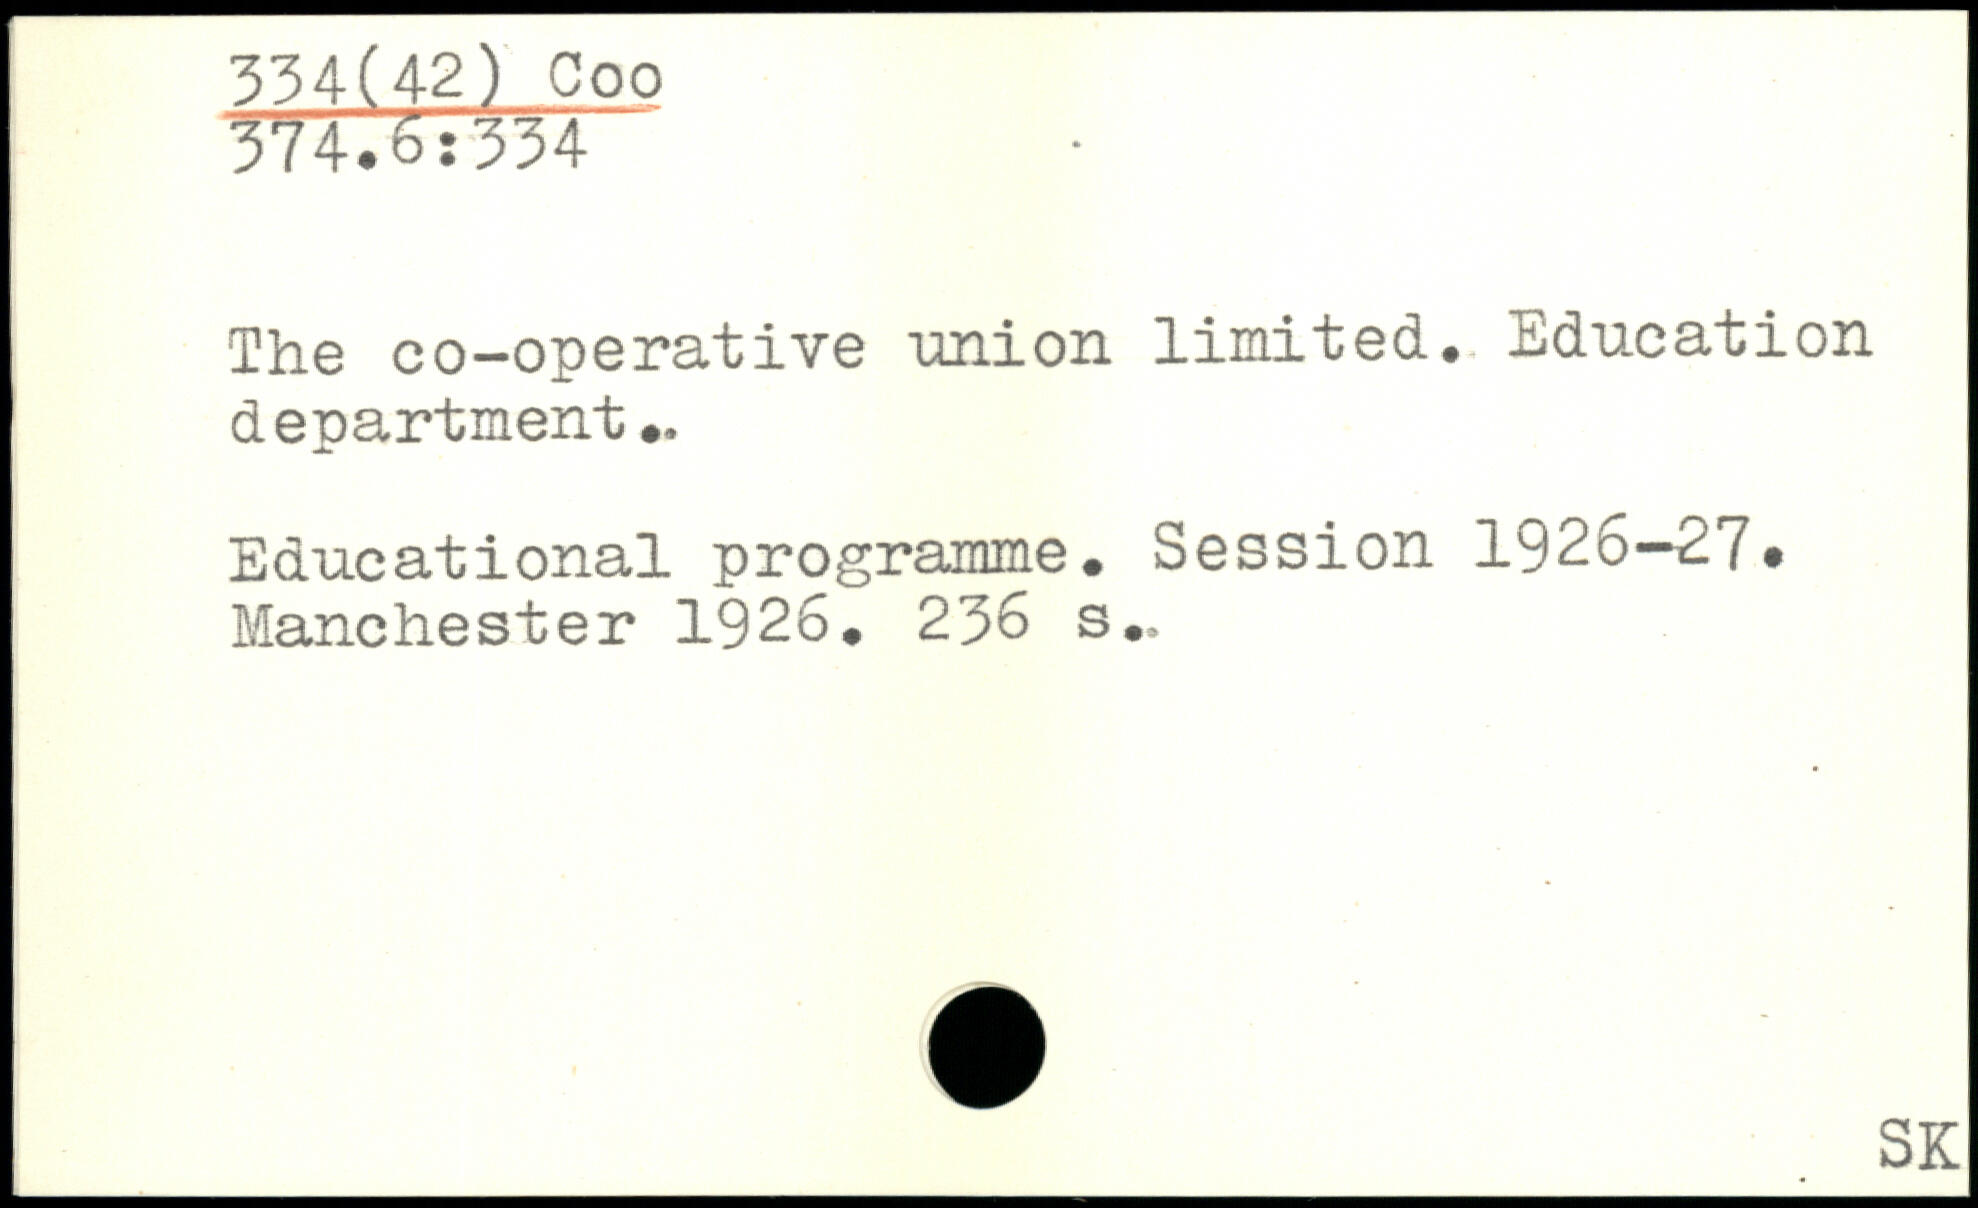 334(42) Coo
374.6:334
The co-operative union limited. Education
department..
Educational programme. Session 1926-27.
Manchester 1926. 236 s..
SK